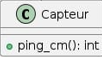 C Capteur
ping_cm(): int